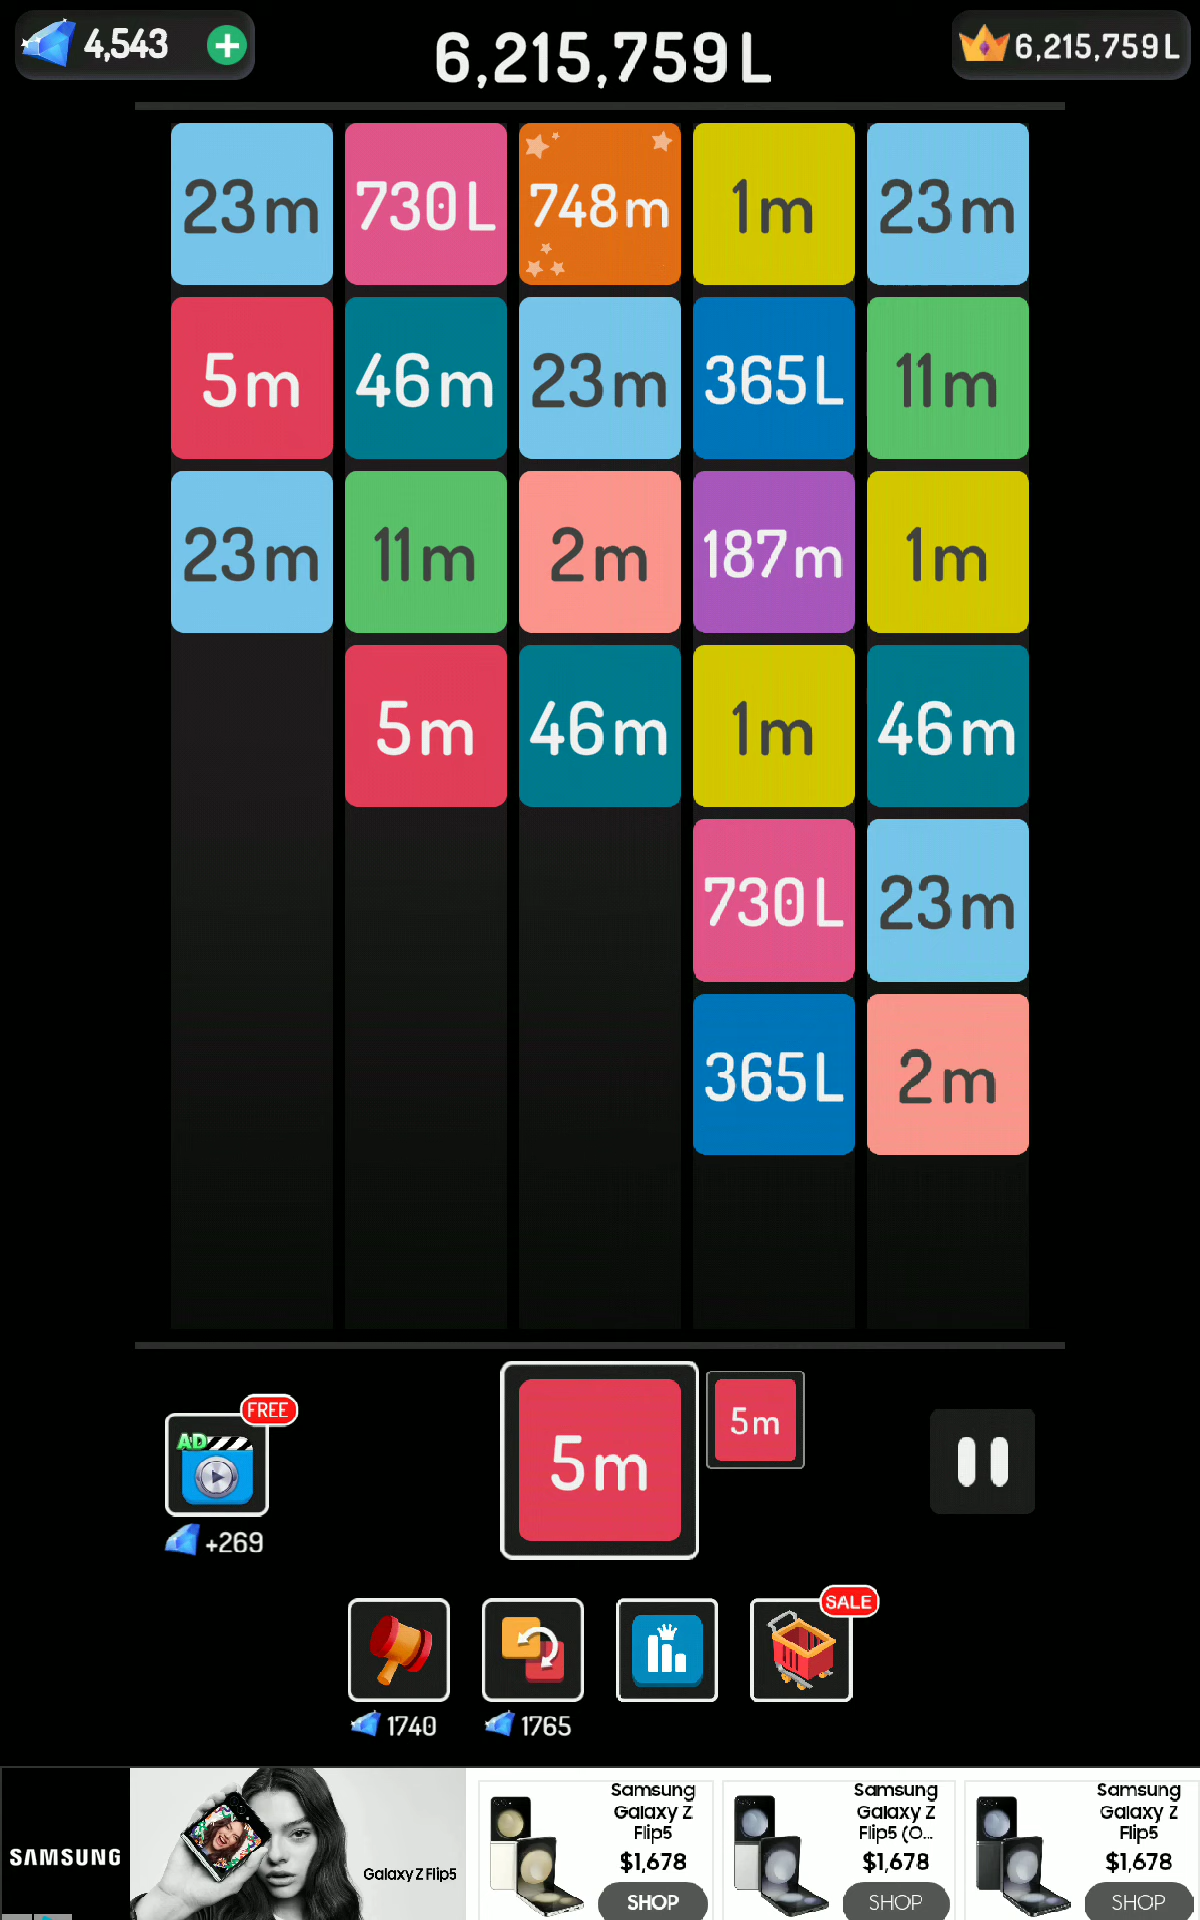 4,543
6,215,759L
6,215,759L
23m 730L 748m 1m 23m
5m 46m 23m 365L 11m
23m 11m 2m 187m 1m
5m 46m 1m 46m
730L 23m
365L 2m
FREE
AD
+269
5m
5m
SALE
1740
1765
SAMSUNG
Galaxy Z Flip5
Samsung
Galaxy Z
Flip5
$1,678
SHOP
Samsung
Galaxy Z
Flip5 (O...
$1,678
SHOP
Samsung
Galaxy Z
Flip5
$1,678
SHOP